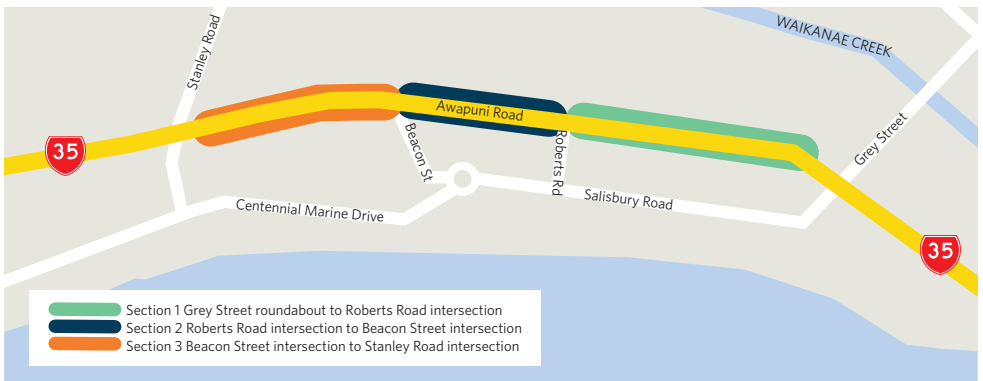 Stanley Road
WAIKANAE CREEK
Awapuni Road
35
Beacon St
Roberts Rd
Grey Street
Salisbury Road
Centennial Marine Drive
35
Section 1 Grey Street roundabout to Roberts Road intersection
Section 2 Roberts Road intersection to Beacon Street intersection
Section 3 Beacon Street intersection to Stanley Road intersection